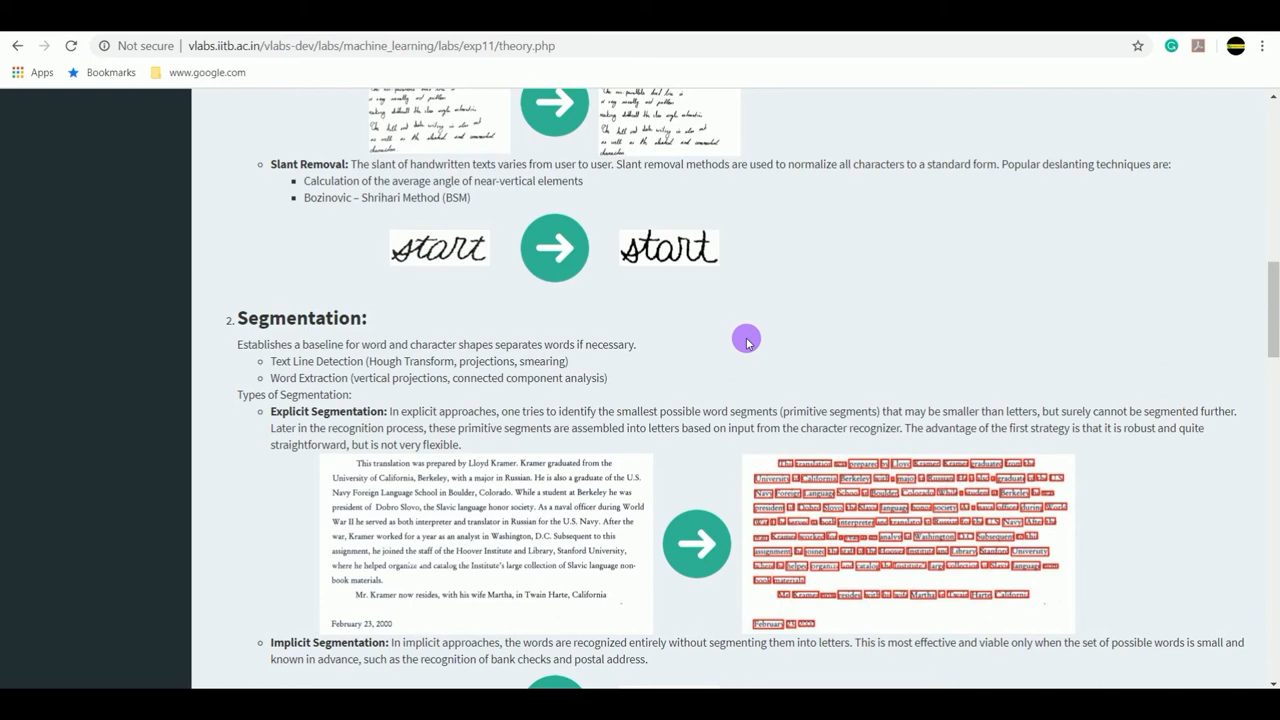 Not secure
vlabs.iitb.ac.in/vlabs-dev/labs/machine_learning/labs/exp11/theory.php
Apps
Bookmarks
www.google.com
Slant Removal: The slant of handwritten texts varies from user to user. Slant removal methods are used to normalize all characters to a standard form. Popular deslanting techniques are:
Calculation of the average angle of near-vertical elements
Bozinovic – Shrihari Method (BSM)
start
start
2. Segmentation:
Establishes a baseline for word and character shapes separates words if necessary.
Text Line Detection (Hough Transform, projections, smearing)
Word Extraction (vertical projections, connected component analysis)
Types of Segmentation:
Explicit Segmentation: In explicit approaches, one tries to identify the smallest possible word segments (primitive segments) that may be smaller than letters, but surely cannot be segmented further.
Later in the recognition process, these primitive segments are assembled into letters based on input from the character recognizer. The advantage of the first strategy is that it is robust and quite
straightforward, but is not very flexible.
This translation was prepared by Lloyd Kramer. Kramer graduated from the
University of California, Berkeley, with a major in Russian. He is also a graduate of the U.S.
Navy Foreign Language School in Boulder, Colorado. While a student at Berkeley he was
president of Dobro Slovo, the Slavic language honor society. As a naval officer during World
War II he served as both interpreter and translator in Russian for the U.S. Navy. After the
war, Kramer worked for a year as an analyst in Washington, D.C. Subsequent to this
assignment, he joined the staff of the Hoover Institute and Library, Stanford University,
where he helped organize and catalog the Institute's large collection of Slavic language non-
book materials.
Mr. Kramer now resides, with his wife Martha, in Twain Harte, California
February 23, 2000
Implicit Segmentation: In implicit approaches, the words are recognized entirely without segmenting them into letters. This is most effective and viable only when the set of possible words is small and
known in advance, such as the recognition of bank checks and postal address.